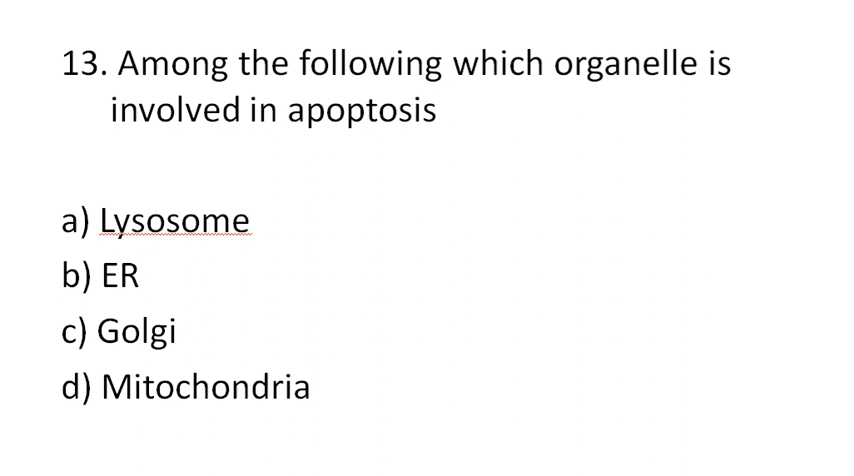 13. Among the following which organelle is
involved in apoptosis
a) Lysosome
b) ER
c) Golgi
d) Mitochondria